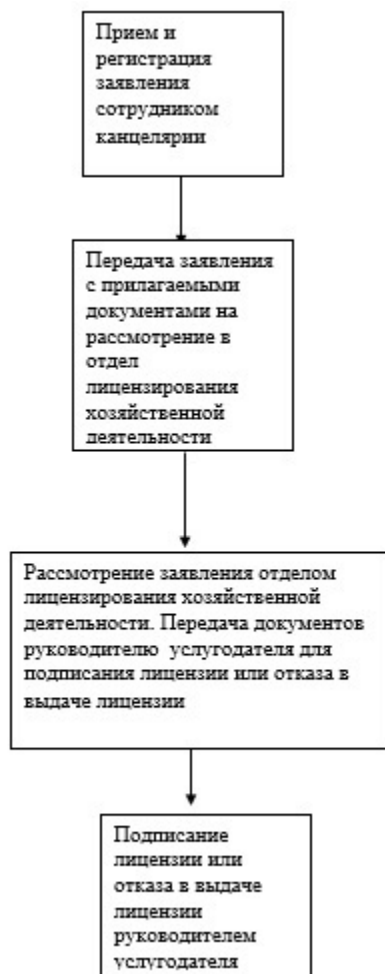 Прием и
регистрация
заявления
сотрудником
канцелярии
Передача заявления
с прилагаемыми
документами на
рассмотрение в
отдел
лицензирования
хозяйственной
деятельности
Рассмотрение заявления отделом
лицензирования хозяйственной
деятельности. Передача документов
руководителю услугодателя для
подписания лицензии или отказа в
выдаче лицензии
Подписание
лицензии или
отказа в выдаче
лицензии
руководителем
услугодателя